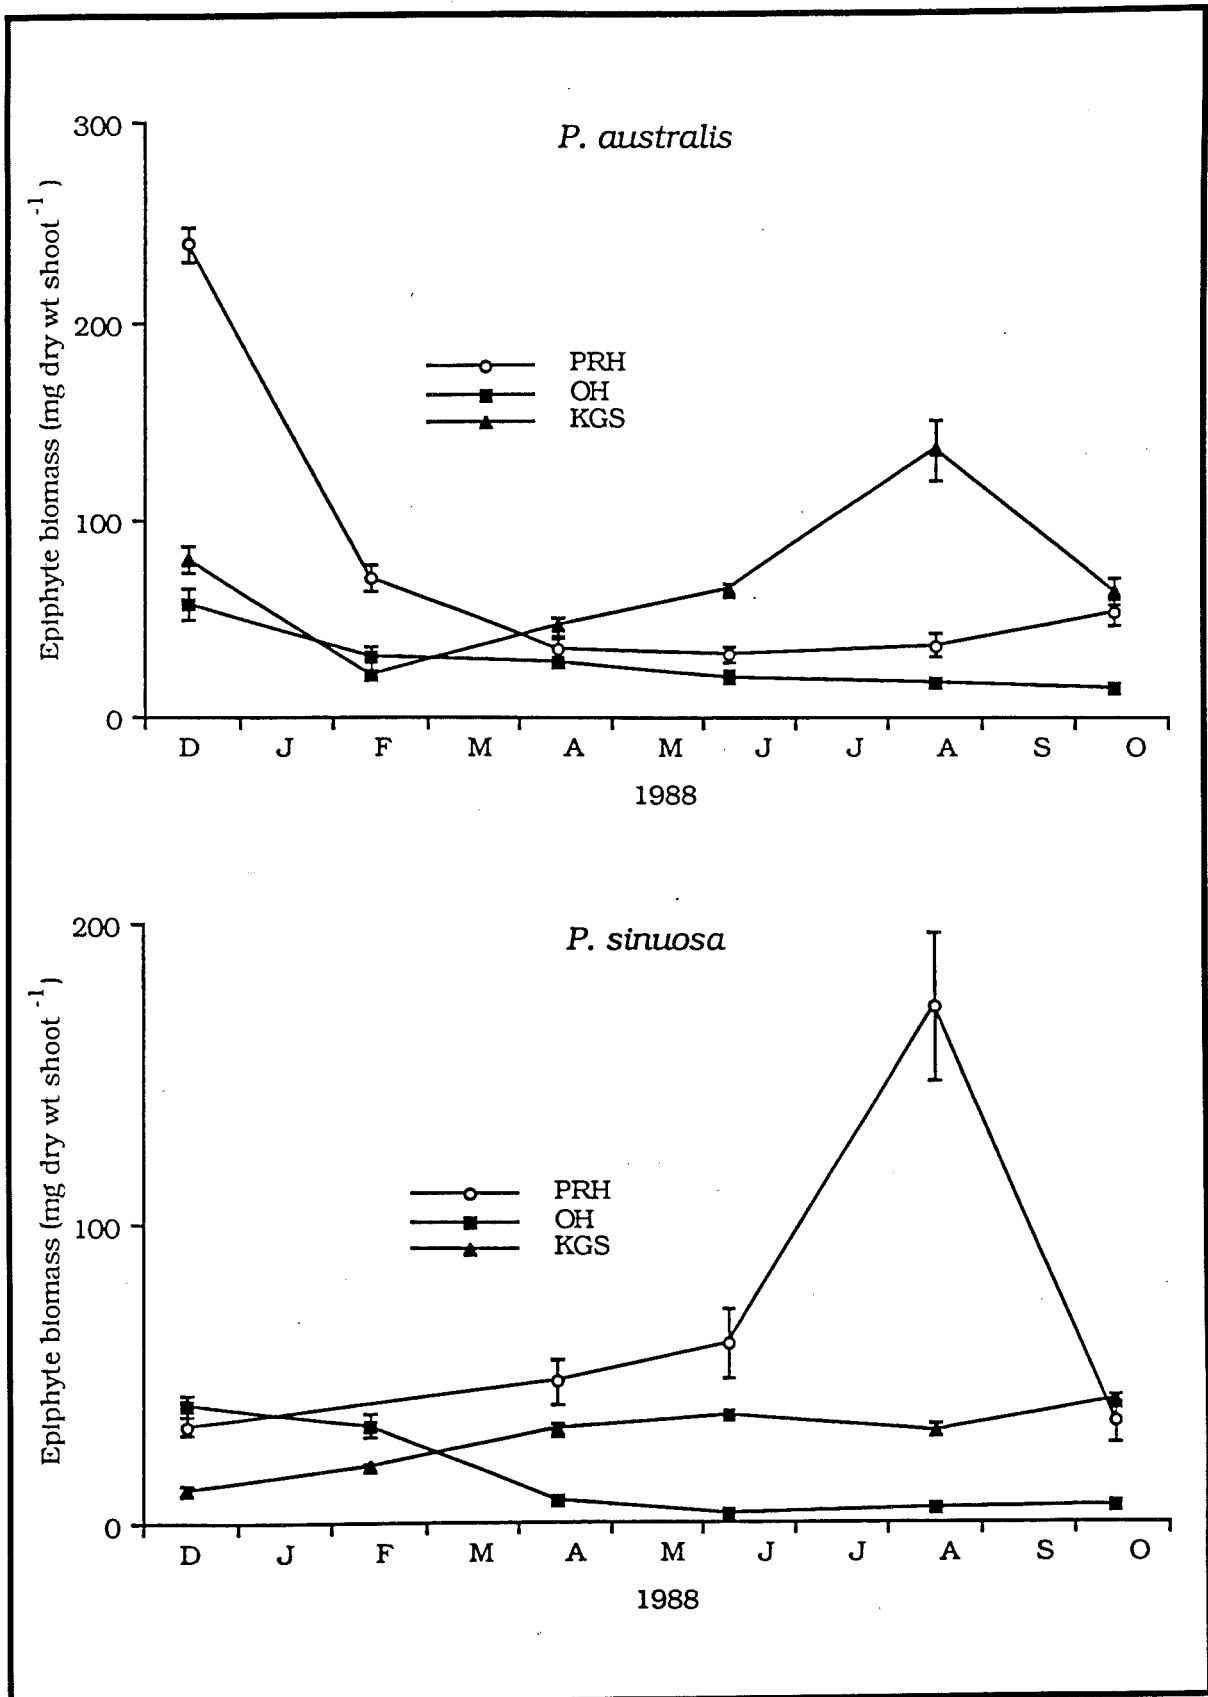 P. australis
300
200
100
0
Epiphyte biomass (mg dry wt shoot -1)
PRH
OH
KGS
D J F M A M J J A S O
1988
P. sinuosa
200
100
0
Epiphyte biomass (mg dry wt shoot -1)
PRH
OH
KGS
D J F M A M J J A S O
1988